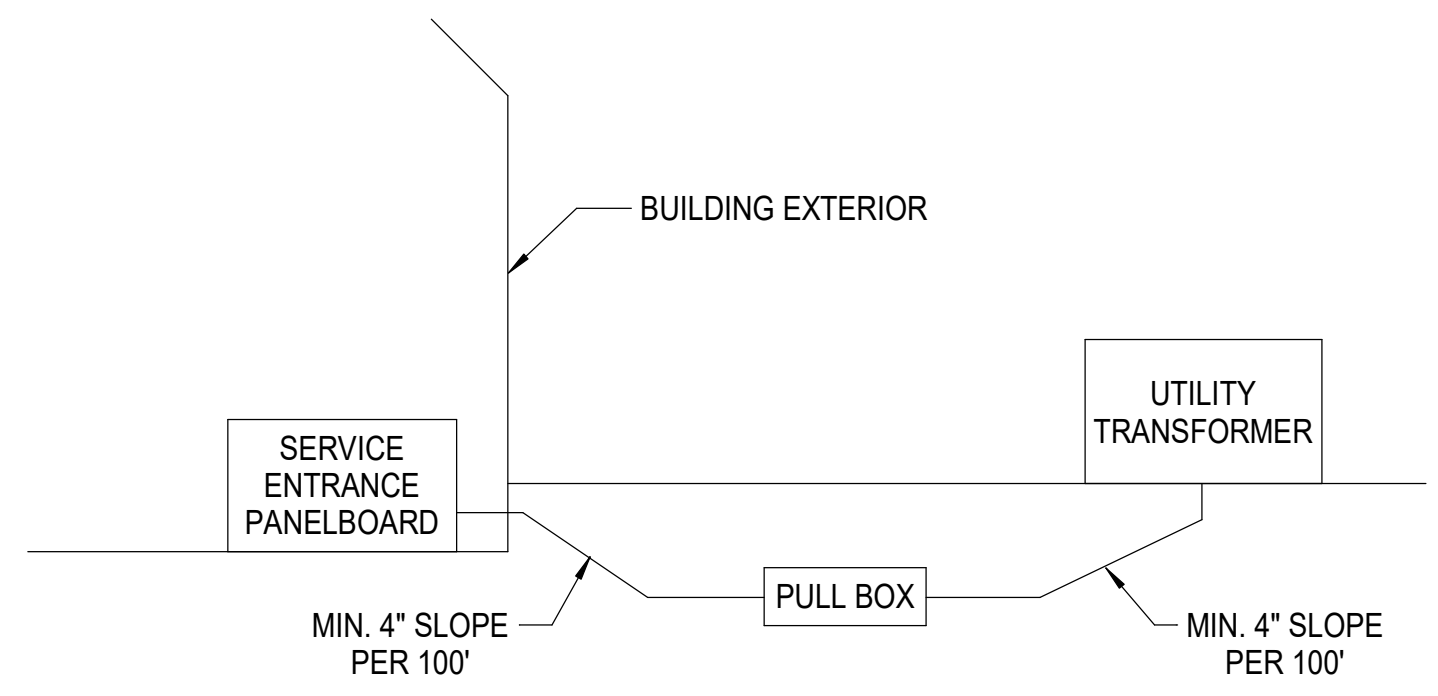 BUILDING EXTERIOR
UTILITY
TRANSFORMER
SERVICE
ENTRANCE
PANELBOARD
PULL BOX
MIN. 4" SLOPE
PER 100'
MIN. 4" SLOPE
PER 100'